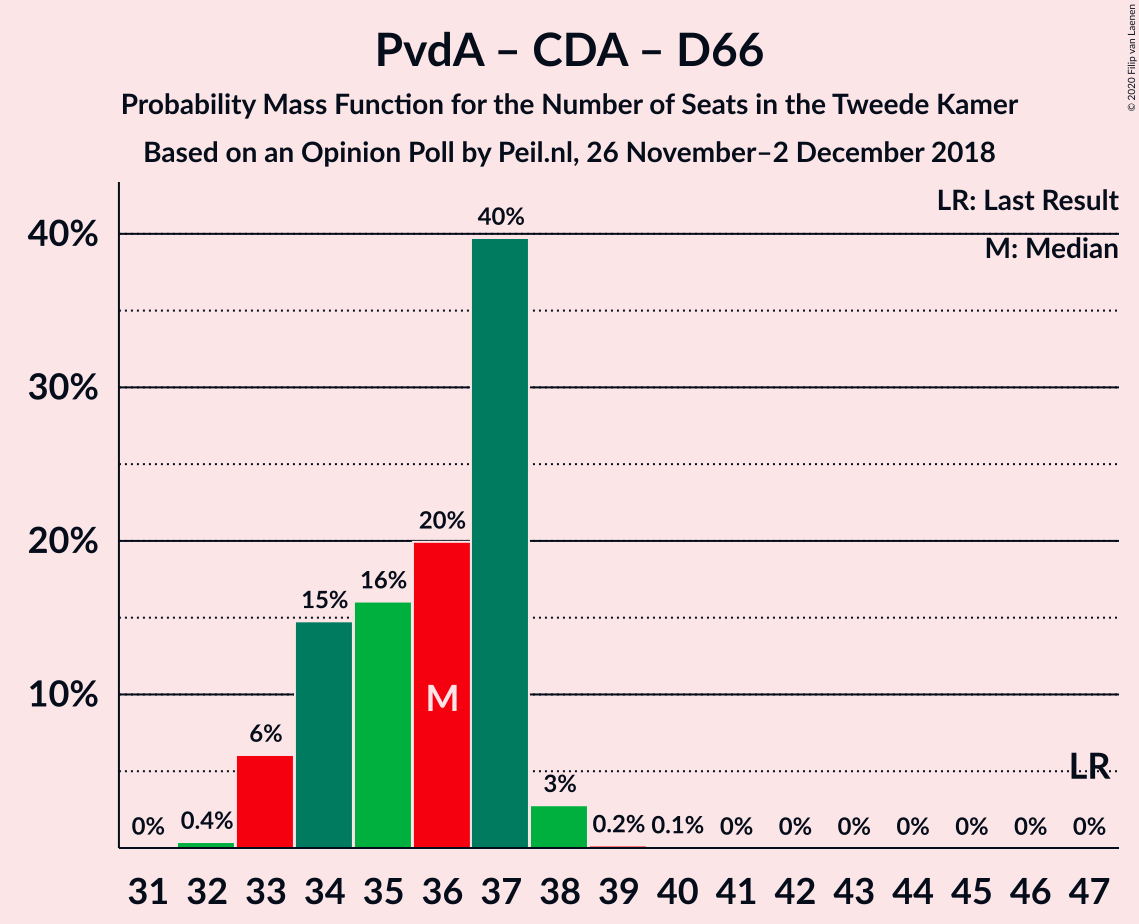 PvdA – CDA – D66
Probability Mass Function for the Number of Seats in the Tweede Kamer
Based on an Opinion Poll by Peil.nl, 26 November–2 December 2018
© 2020 Filip van Laenen
LR: Last Result
M: Median
40%
30%
20%
10%
0% 0.4% 6% 15% 16% 20% 40% 3% 0.2% 0.1% 0% 0% 0% 0% 0% 0% 0%
M
LR
31 32 33 34 35 36 37 38 39 40 41 42 43 44 45 46 47